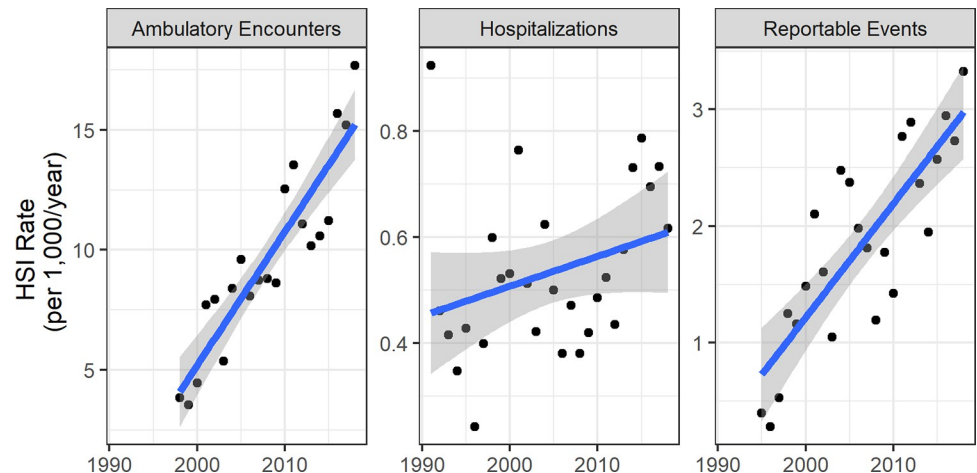 Ambulatory Encounters
Hospitalizations
Reportable Events
HSI Rate
(per 1,000/year)
15
10
5
0.8
0.6
0.4
3
2
1
1990 2000 2010
1990 2000 2010
1990 2000 2010